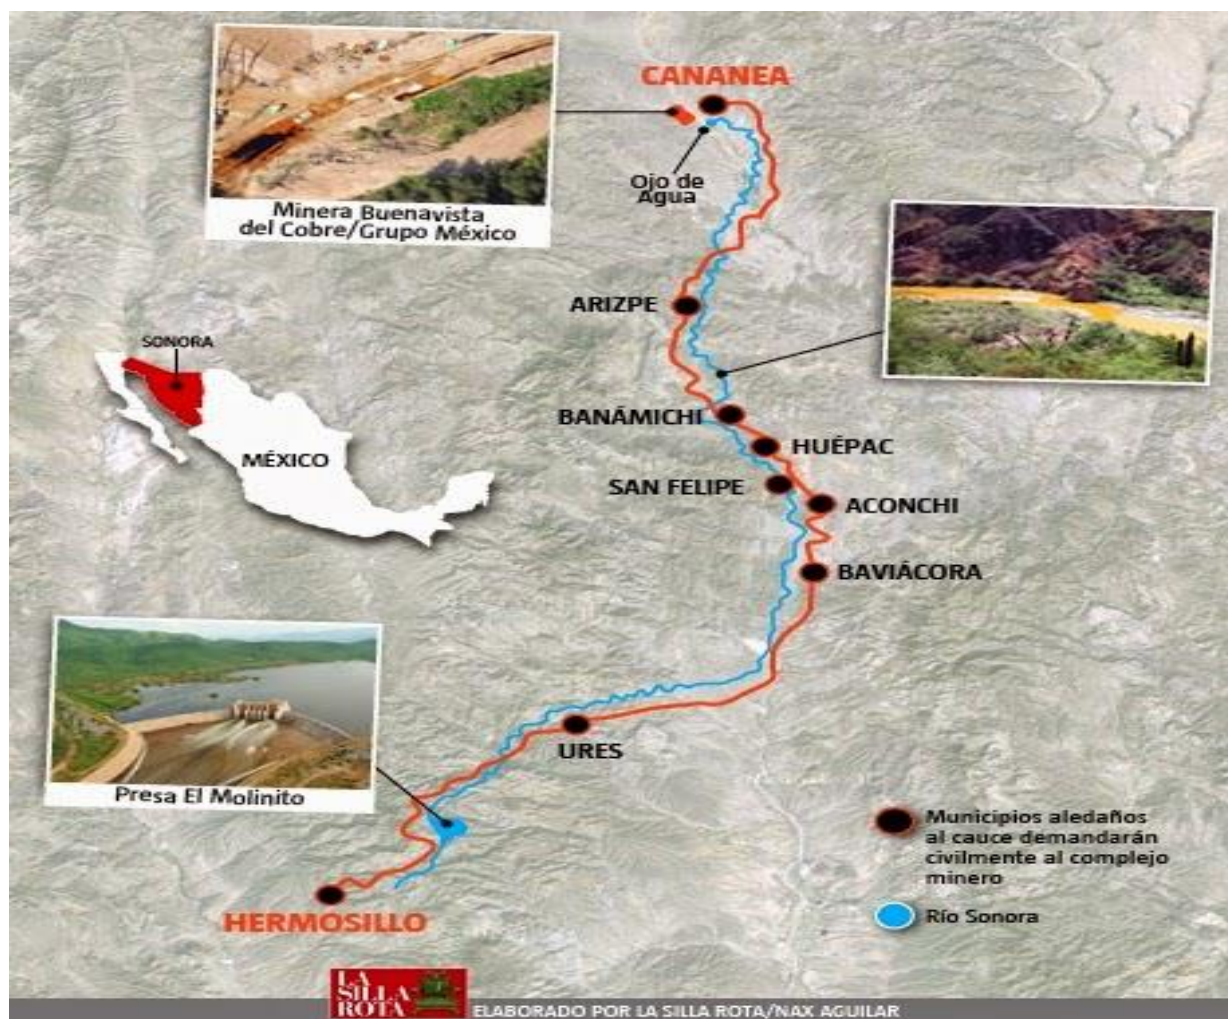 CANANEA
Ojo de
Agua
Minera Buenavista
del Cobre/Grupo México
ARIZPE
SONORA
BANÁMICHI
HUÉPAC
MÉXICO
SAN FELIPE
ACONCHI
BAVIÁCORA
URES
Presa El Molinito
Municipios aledaños
al cauce demandarán
civilmente al complejo
minero
HERMOSILLO
Río Sonora
LA
SILLA
ROTA
ELABORADO POR LA SILLA ROTA/NAX AGUILAR